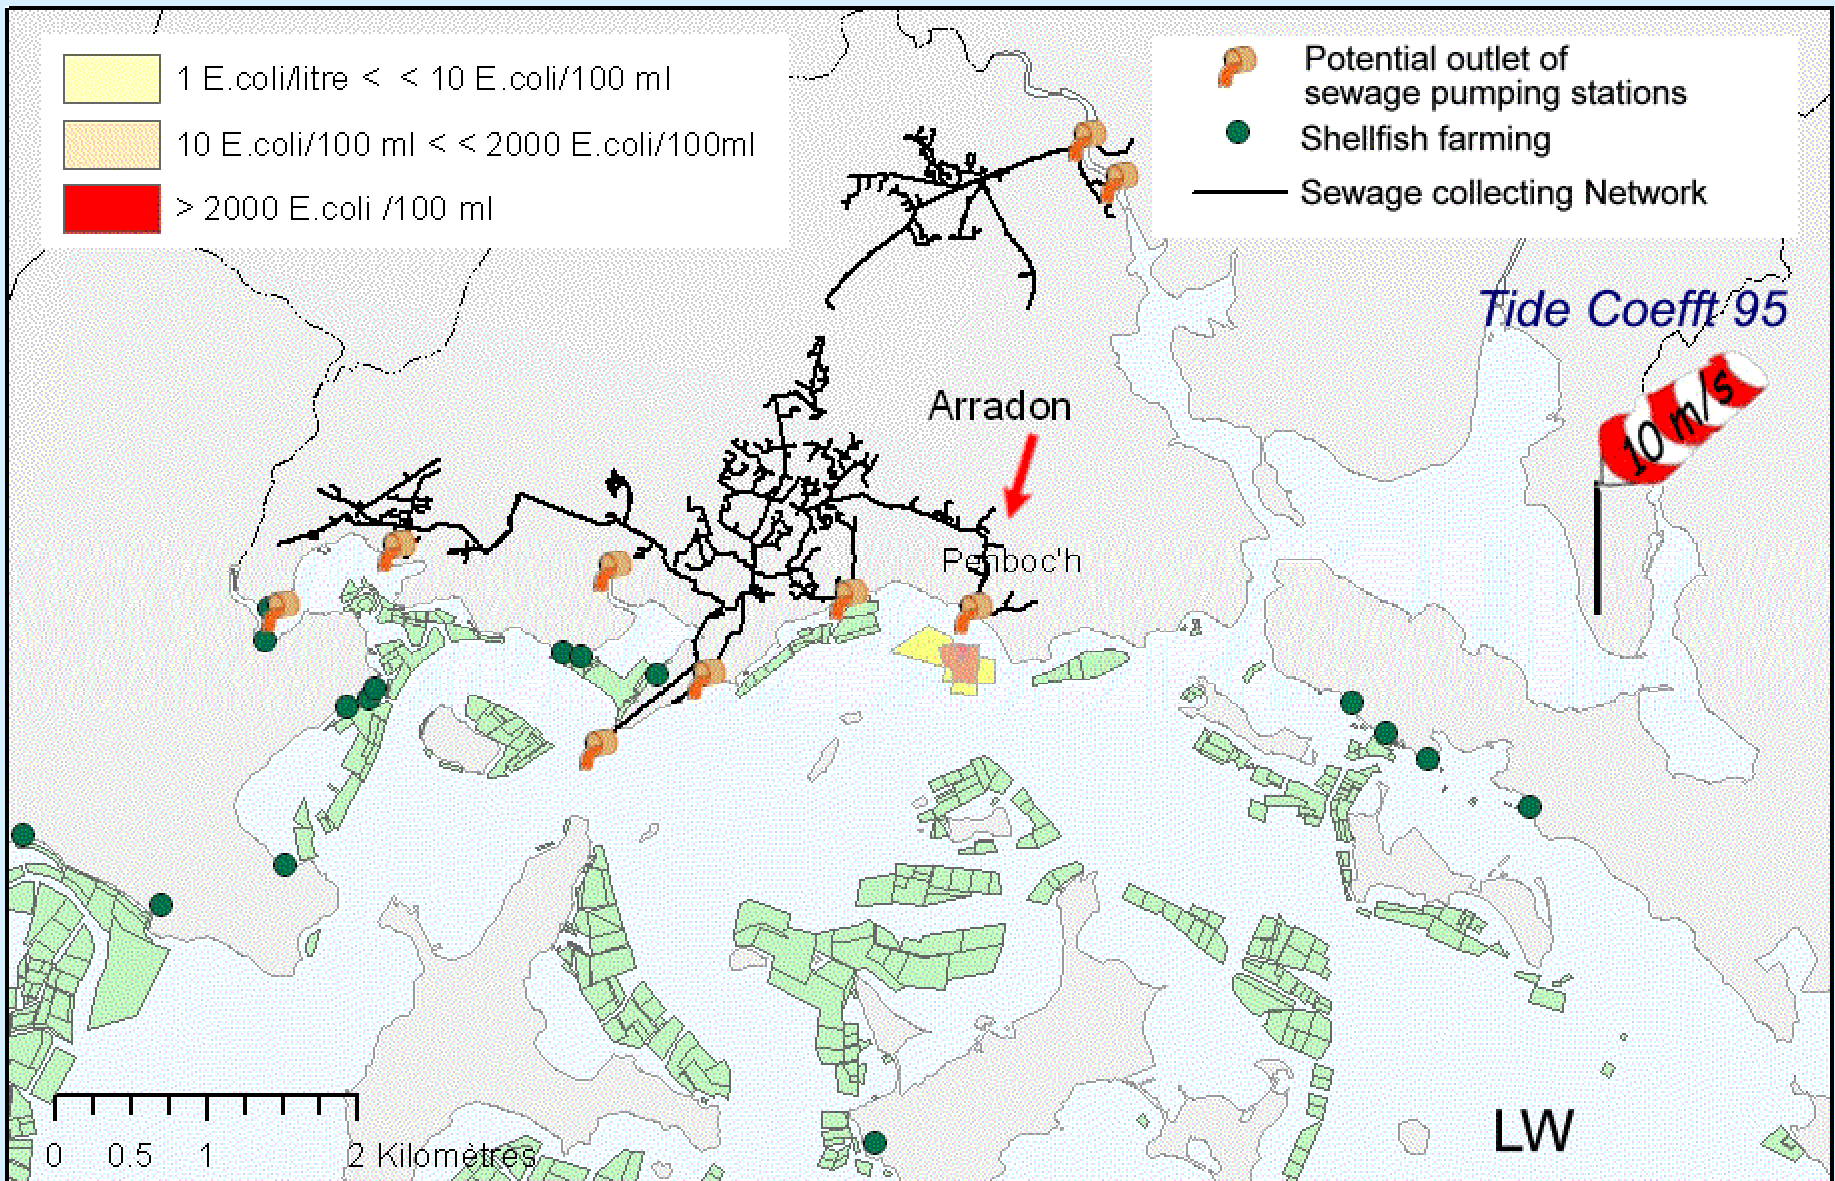 1 E.coli/litre < < 10 E.coli/100 ml
10 E.coli/100 ml < < 2000 E.coli/100ml
> 2000 E.coli /100 ml
Potential outlet of
sewage pumping stations
Shellfish farming
Sewage collecting Network
Tide Coefft 95
10 m/s
Arradon
Penboc'h
LW
0 0.5 1 2 Kilomètres